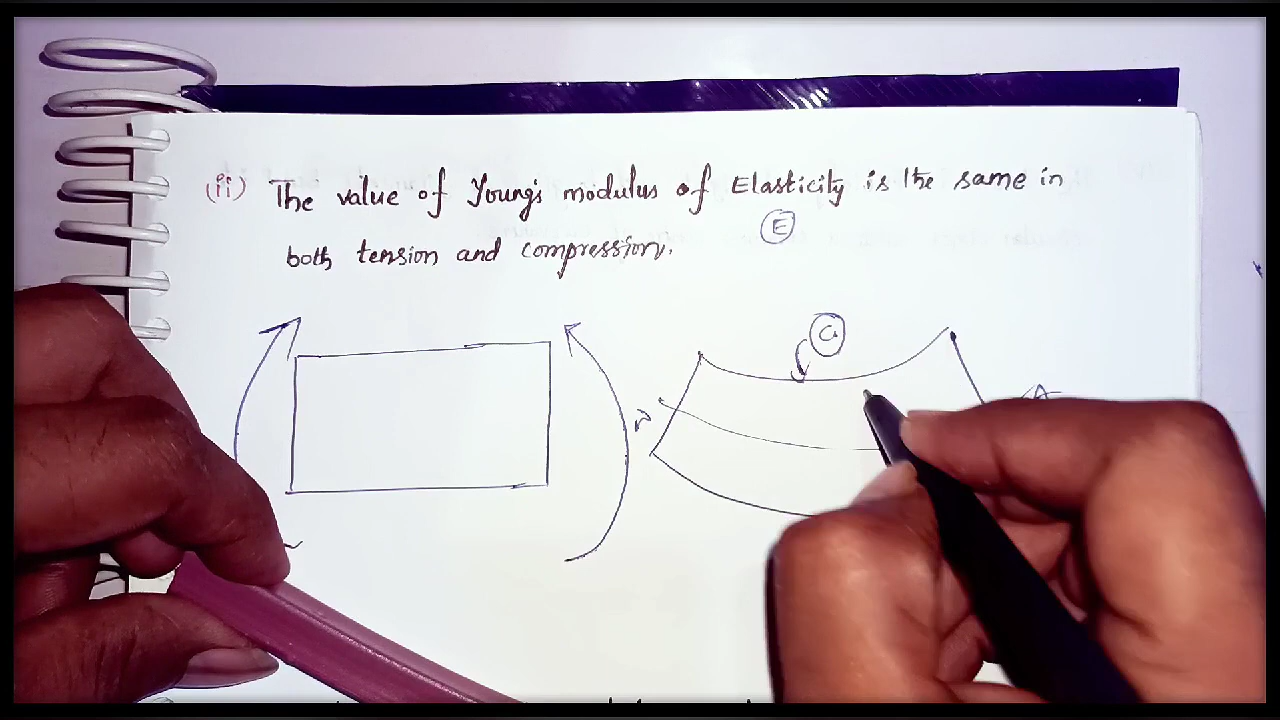 (ii) The value of Young's modulus of Elasticity is the same in
E
both tension and compression.
C
N
A